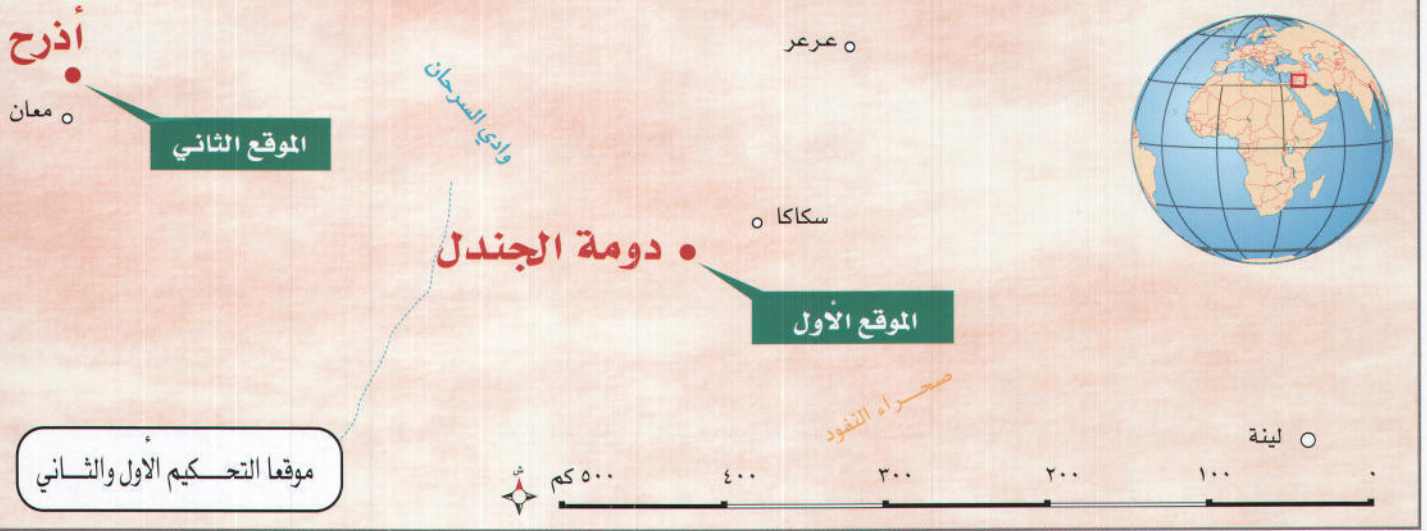 أذرح
عرعر
وادي السرحان
معان
الموقع الثاني
سكاكا
دومة الجندل
الموقع الأول
صحراء النفود
لينة
موقعا التحكيم الأول والثاني
ش
٥٠٠ كم ٤٠٠ ٣٠٠ ٢٠٠ ١٠٠ ٠